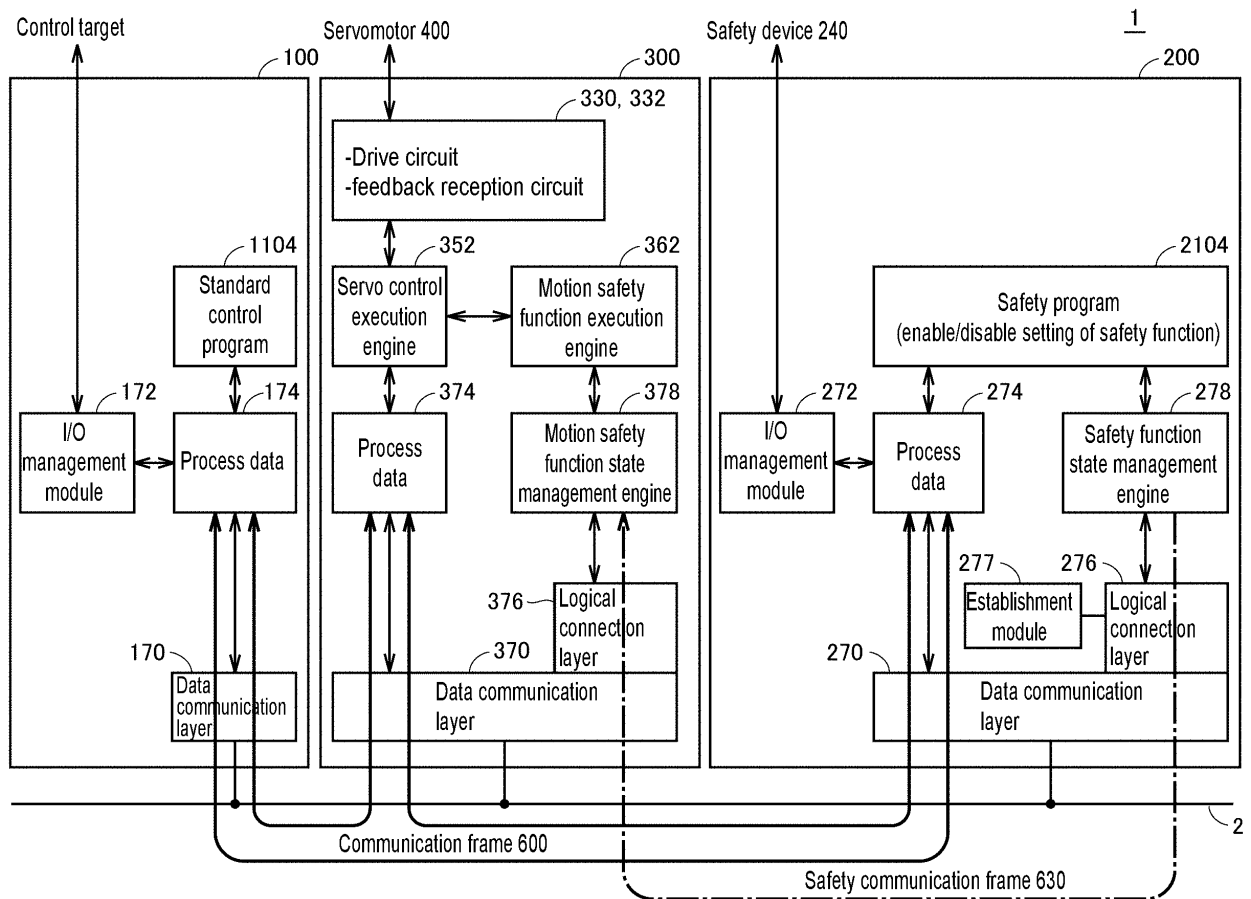 1
Control target
Servomotor 400
Safety device 240
100
300
200
330, 332
-Drive circuit
-feedback reception circuit
1104
352
362
2104
Standard
control
program
Servo control
execution
engine
Motion safety
function execution
engine
Safety program
(enable/disable setting of safety function)
172
174
374
378
272
274
278
I/O
management
module
Process data
Process
data
Motion safety
function state
management engine
I/O
management
module
Process
data
Safety function
state management
engine
376
277
276
Logical
connection
layer
Establishment
module
Logical
connection
layer
170
370
270
Data
communication
layer
Data communication
layer
Data communication
layer
2
Communication frame 600
Safety communication frame 630